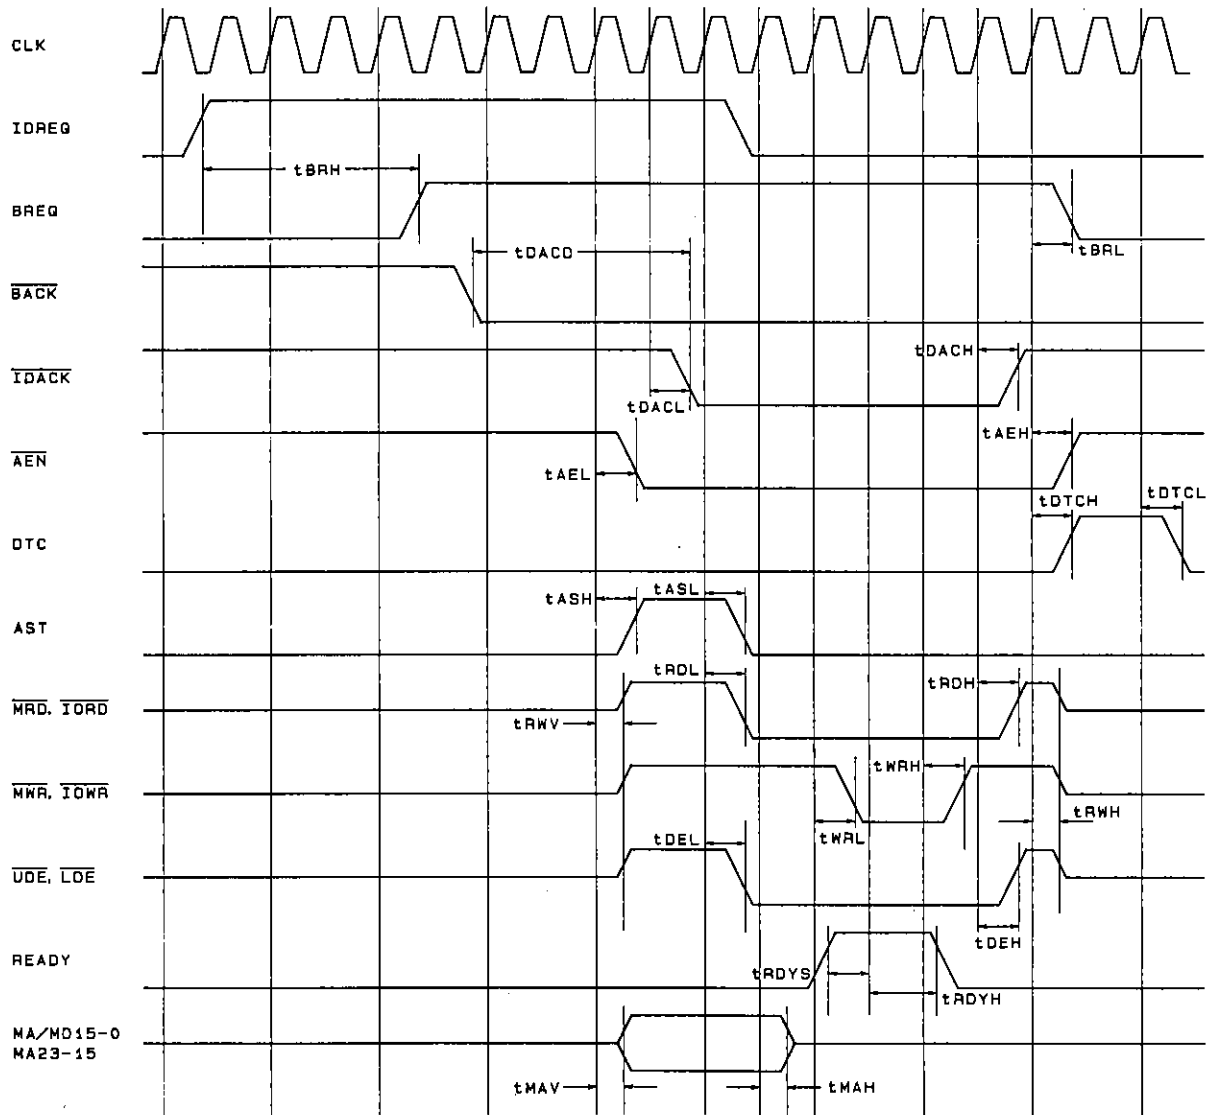 CLK
IDREQ
tBRH
BREQ
tDACD
tBRL
BACK
tDACH
IDACK
tDACL
tAEH
AEN
tAEL
tDTCH tDTCL
DTC
tASH tASL
AST
tRDL tRDH
MRD, IORD
tRWV
tWRH
MWR, IOWR
tRWH
tDEL tWRL
UDE, LDE
tDEH
READY
tRDYS
tRDYH
MA/MD15-0
MA23-15
tMAV tMAH